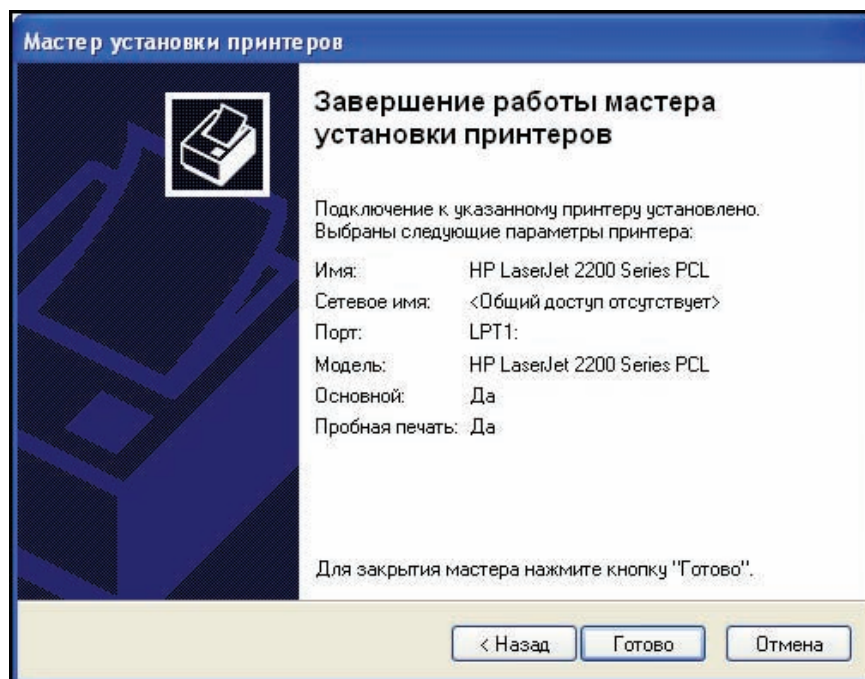 Мастер установки принтеров
Завершение работы мастера
установки принтеров
Подключение к указанному принтеру установлено.
Выбраны следующие параметры принтера:
Имя: HP LaserJet 2200 Series PCL
Сетевое имя: <Общий доступ отсутствует>
Порт: LPT1:
Модель: HP LaserJet 2200 Series PCL
Основной: Да
Пробная печать: Да
Для закрытия мастера нажмите кнопку "Готово".
< Назад Готово Отмена